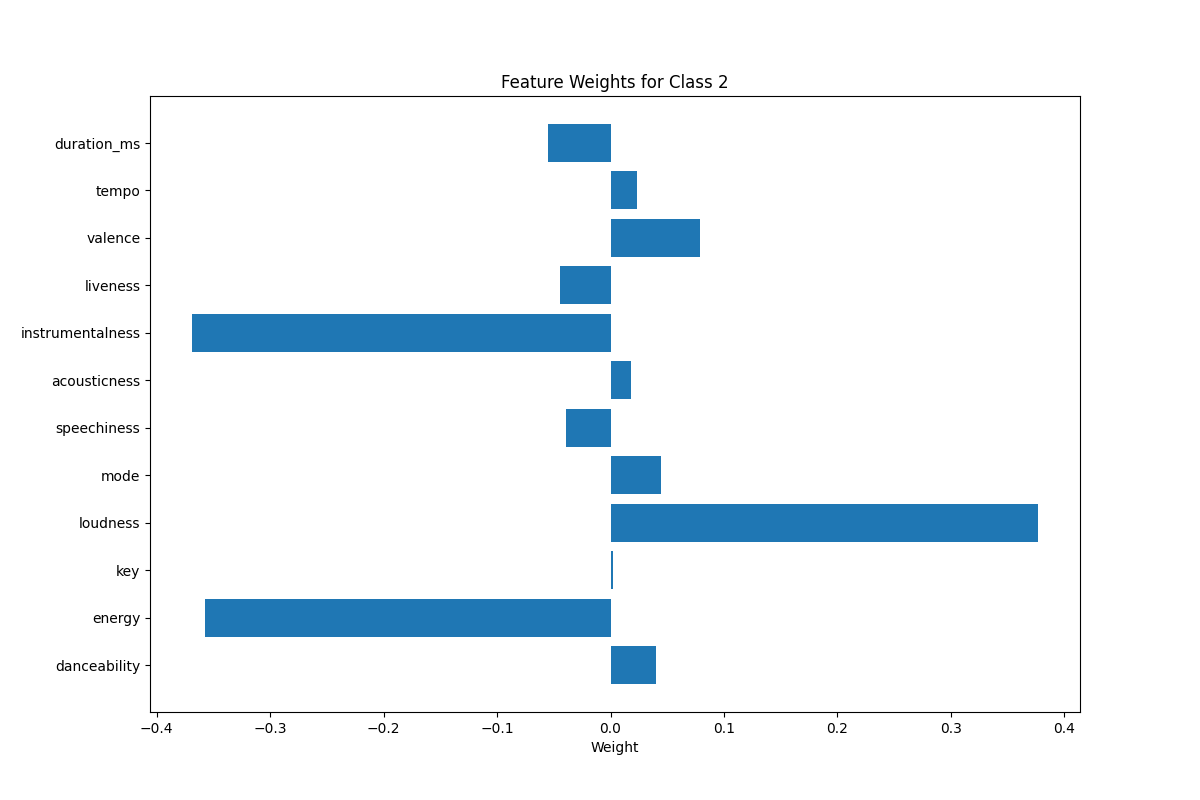 Feature Weights for Class 2
duration_ms
tempo
valence
liveness
instrumentalness
acousticness
speechiness
mode
loudness
key
energy
danceability
−0.4 −0.3 −0.2 −0.1 0.0 0.1 0.2 0.3 0.4
Weight